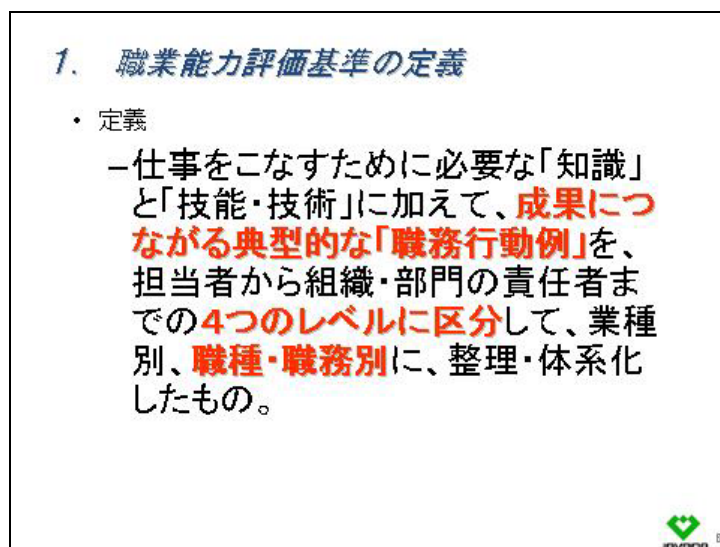 1. 職業能力評価基準の定義
• 定義
–仕事をこなすために必要な「知識」
と「技能・技術」に加えて、成果につ
ながる典型的な「職務行動例」を、
担当者から組織・部門の責任者ま
での4つのレベルに区分して、業種
別、職種・職務別に、整理・体系化
したもの。